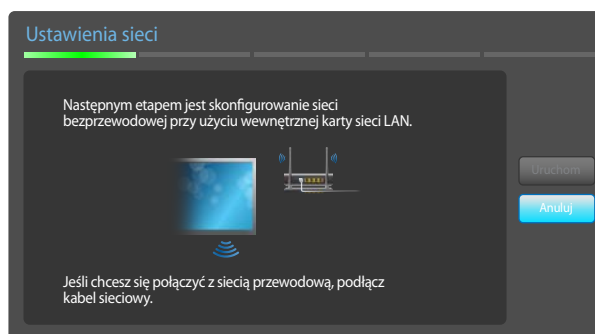 Ustawienia sieci
Następnym etapem jest skonfigurowanie sieci
bezprzewodowej przy użyciu wewnętrznej karty sieci LAN.
Uruchom
Anuluj
Jeśli chcesz się połączyć z siecią przewodową, podłącz
kabel sieciowy.